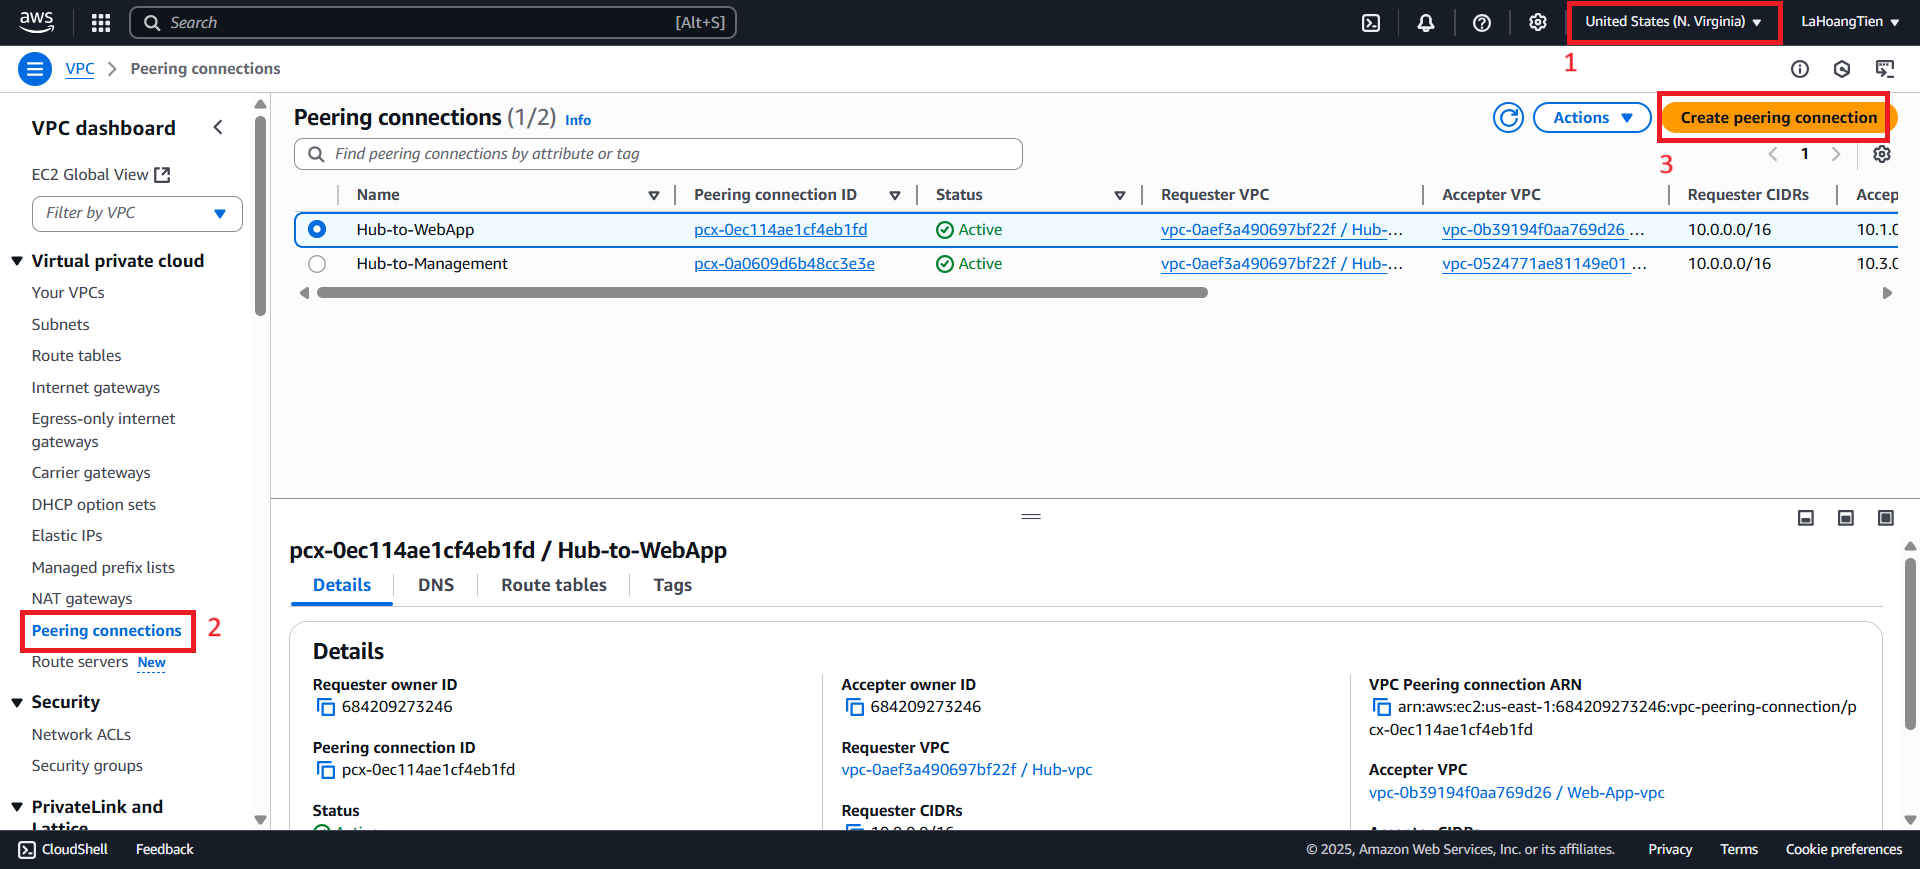 aws
Search [Alt+S]
United States (N. Virginia)
LaHoangTien
1
VPC
Peering connections
VPC dashboard
EC2 Global View
Filter by VPC
Virtual private cloud
Your VPCs
Subnets
Route tables
Internet gateways
Egress-only internet
gateways
Carrier gateways
DHCP option sets
Elastic IPs
Managed prefix lists
NAT gateways
Peering connections
2
Route servers New
Security
Network ACLs
Security groups
PrivateLink and
Lattice
Peering connections (1/2) Info
Actions
Create peering connection
3
Find peering connections by attribute or tag
1
Name Peering connection ID Status Requester VPC Accepter VPC Requester CIDRs Accep
Hub-to-WebApp pcx-0ec114ae1cf4eb1fd Active vpc-0aef3a490697bf22f / Hub-... vpc-0b39194f0aa769d26 ... 10.0.0.0/16 10.1.0
Hub-to-Management pcx-0a0609d6b48cc3e3e Active vpc-0aef3a490697bf22f / Hub-... vpc-0524771ae81149e01 ... 10.0.0.0/16 10.3.0
pcx-0ec114ae1cf4eb1fd / Hub-to-WebApp
Details DNS Route tables Tags
Details
Requester owner ID
684209273246
Peering connection ID
pcx-0ec114ae1cf4eb1fd
Status
Accepter owner ID
684209273246
Requester VPC
vpc-0aef3a490697bf22f / Hub-vpc
Requester CIDRs
10.0.0.0/16
VPC Peering connection ARN
arn:aws:ec2:us-east-1:684209273246:vpc-peering-connection/p
cx-0ec114ae1cf4eb1fd
Accepter VPC
vpc-0b39194f0aa769d26 / Web-App-vpc
CloudShell
Feedback
© 2025, Amazon Web Services, Inc. or its affiliates.
Privacy
Terms
Cookie preferences